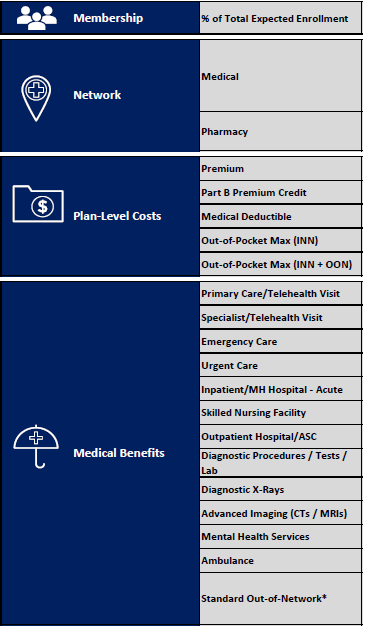 Membership
% of Total Expected Enrollment
Network
Medical
Pharmacy
Plan-Level Costs
Premium
Part B Premium Credit
Medical Deductible
Out-of-Pocket Max (INN)
Out-of-Pocket Max (INN + OON)
Medical Benefits
Primary Care/Telehealth Visit
Specialist/Telehealth Visit
Emergency Care
Urgent Care
Inpatient/MH Hospital - Acute
Skilled Nursing Facility
Outpatient Hospital/ASC
Diagnostic Procedures / Tests /
Lab
Diagnostic X-Rays
Advanced Imaging (CTs / MRIs)
Mental Health Services
Ambulance
Standard Out-of-Network*